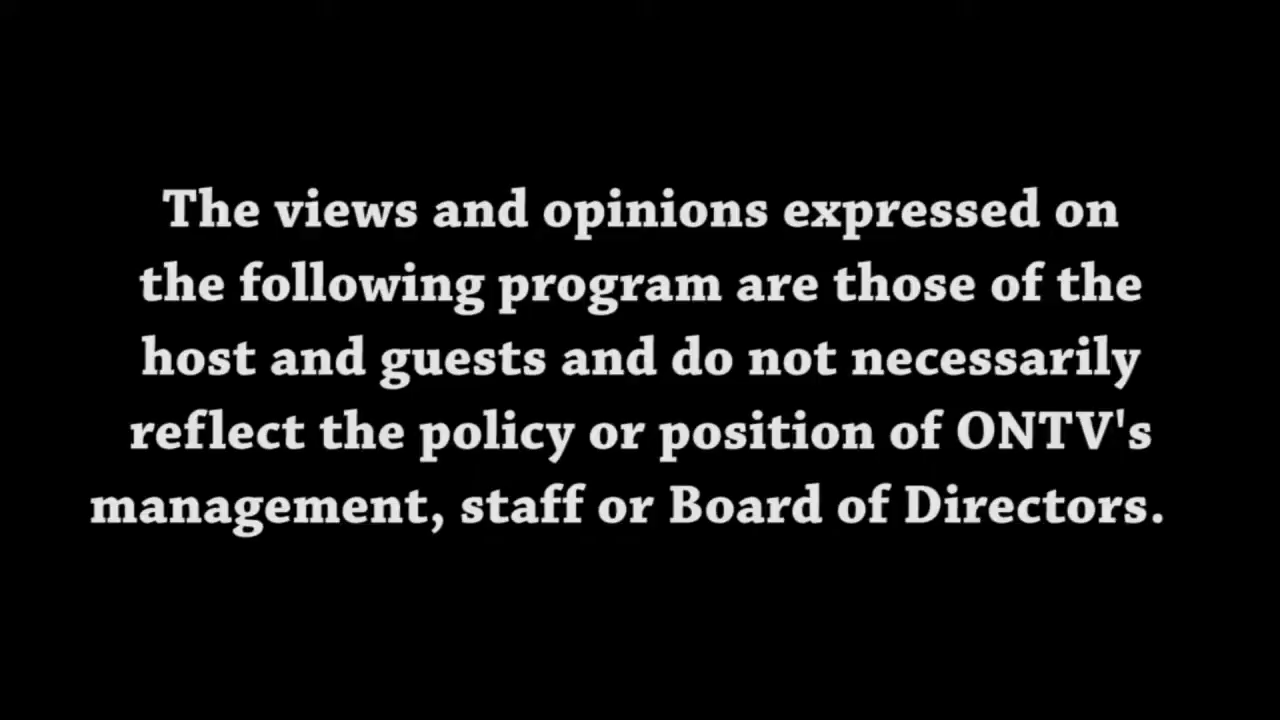 The views and opinions expressed on
the following program are those of the
host and guests and do not necessarily
reflect the policy or position of ONTV's
management, staff or Board of Directors.